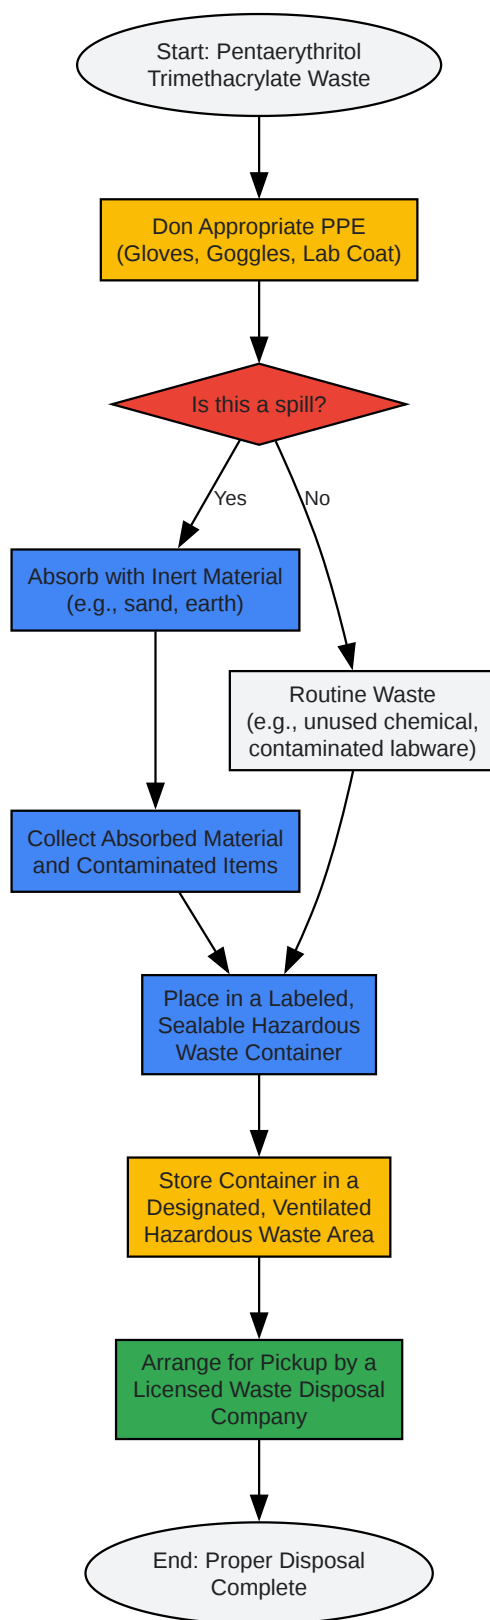 Start: Pentaerythritol
Trimethacrylate Waste
Don Appropriate PPE
(Gloves, Goggles, Lab Coat)
Is this a spill?
Yes
No
Absorb with Inert Material
(e.g., sand, earth)
Routine Waste
(e.g., unused chemical,
contaminated labware)
Collect Absorbed Material
and Contaminated Items
Place in a Labeled,
Sealable Hazardous
Waste Container
Store Container in a
Designated, Ventilated
Hazardous Waste Area
Arrange for Pickup by a
Licensed Waste Disposal
Company
End: Proper Disposal
Complete